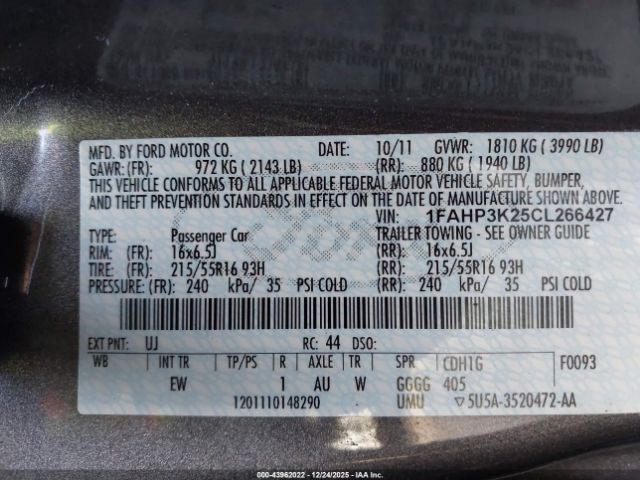 MFD. BY FORD MOTOR CO. DATE: 10/11 GVWR: 1810 KG ( 3990 LB)
GAWR: (FR): 972 KG ( 2143 LB) (RR): 880 KG ( 1940 LB)
THIS VEHICLE CONFORMS TO ALL APPLICABLE FEDERAL MOTOR VEHICLE SAFETY, BUMPER,
AND THEFT PREVENTION STANDARDS IN EFFECT ON THE DATE OF MANUFACTURE SHOWN ABOVE.
VIN: 1FAHP3K25CL266427
TYPE: Passenger Car TRAILER TOWING - SEE OWNER GUIDE
RIM: (FR): 16x6.5J (RR): 16x6.5J
TIRE: (FR): 215/55R16 93H (RR): 215/55R16 93H
PRESSURE: (FR): 240 kPa/ 35 PSI COLD (RR): 240 kPa/ 35 PSI COLD
EXT PNT: UJ RC: 44 DSO:
WB INT TR TP/PS R AXLE TR SPR CDH1G F0093
EW 1 AU W GGGG 405
1201110148290 UMU ▽5U5A-3520472-AA
000-43962022 - 12/24/2025 - IAA Inc.